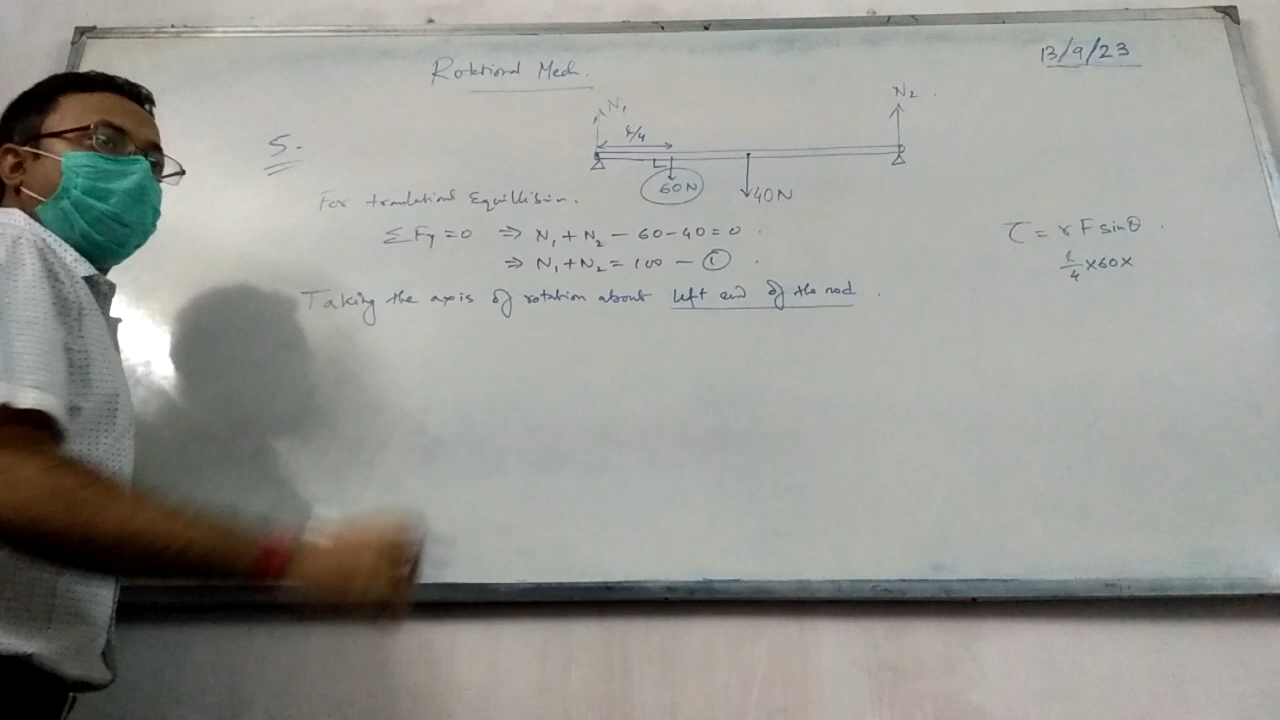 Rotational Mech.
13/9/23
5.
N₁
N₂
l/4
60N
40N
For translational Equillibium.
ΣFy = 0 ⇒ N₁ + N₂ - 60 - 40 = 0
⇒ N₁ + N₂ = 100 - ①
Taking the axis of rotation about left end of the rod.
τ = r F sinθ
l/4 × 60 ×